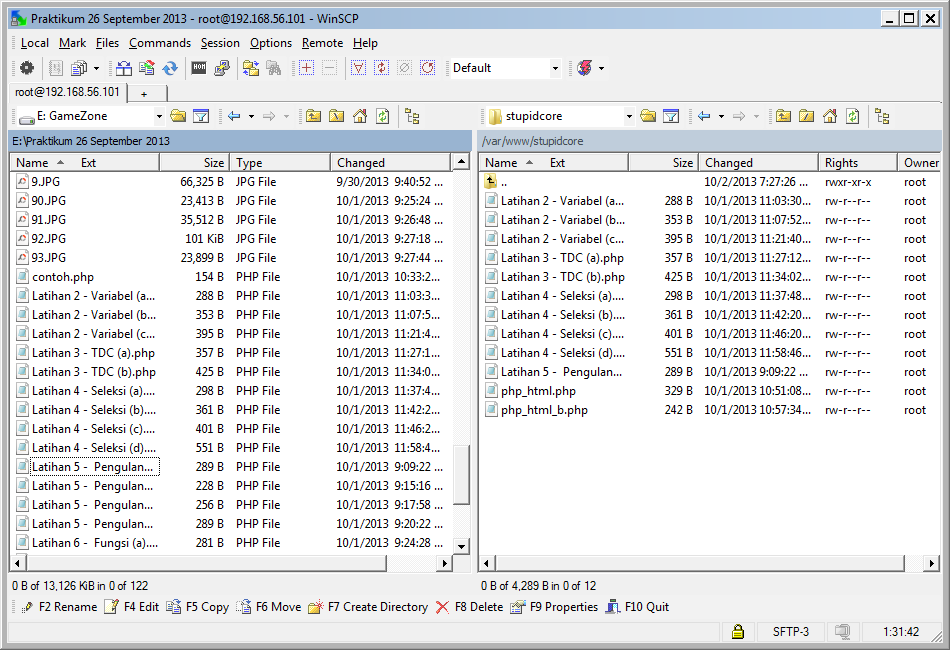 Praktikum 26 September 2013 - root@192.168.56.101 - WinSCP
Local Mark Files Commands Session Options Remote Help
Default
root@192.168.56.101 +
E: GameZone
stupidcore
E:\Praktikum 26 September 2013
/var/www/stupidcore
Name Ext Size Type Changed
9.JPG 66,325 B JPG File 9/30/2013 9:40:52 ...
90.JPG 23,413 B JPG File 10/1/2013 9:25:24 ...
91.JPG 35,512 B JPG File 10/1/2013 9:26:48 ...
92.JPG 101 KiB JPG File 10/1/2013 9:27:18 ...
93.JPG 23,899 B JPG File 10/1/2013 9:27:44 ...
contoh.php 154 B PHP File 10/1/2013 10:33:2...
Latihan 2 - Variabel (a... 288 B PHP File 10/1/2013 11:03:3...
Latihan 2 - Variabel (b... 353 B PHP File 10/1/2013 11:07:5...
Latihan 2 - Variabel (c... 395 B PHP File 10/1/2013 11:21:4...
Latihan 3 - TDC (a).php 357 B PHP File 10/1/2013 11:27:1...
Latihan 3 - TDC (b).php 425 B PHP File 10/1/2013 11:34:0...
Latihan 4 - Seleksi (a).... 298 B PHP File 10/1/2013 11:37:4...
Latihan 4 - Seleksi (b).... 361 B PHP File 10/1/2013 11:42:2...
Latihan 4 - Seleksi (c).... 401 B PHP File 10/1/2013 11:46:2...
Latihan 4 - Seleksi (d).... 551 B PHP File 10/1/2013 11:58:4...
Latihan 5 -  Pengulan... 289 B PHP File 10/1/2013 9:09:22 ...
Latihan 5 -  Pengulan... 228 B PHP File 10/1/2013 9:15:16 ...
Latihan 5 -  Pengulan... 256 B PHP File 10/1/2013 9:17:58 ...
Latihan 5 -  Pengulan... 289 B PHP File 10/1/2013 9:20:22 ...
Latihan 6 -  Fungsi (a).... 281 B PHP File 10/1/2013 9:24:28 ...
Name Ext Size Changed Rights Owner
.. 10/2/2013 7:27:26 ... rwxr-xr-x root
Latihan 2 - Variabel (a... 288 B 10/1/2013 11:03:30... rw-r--r-- root
Latihan 2 - Variabel (b... 353 B 10/1/2013 11:07:52... rw-r--r-- root
Latihan 2 - Variabel (c... 395 B 10/1/2013 11:21:40... rw-r--r-- root
Latihan 3 - TDC (a).php 357 B 10/1/2013 11:27:12... rw-r--r-- root
Latihan 3 - TDC (b).php 425 B 10/1/2013 11:34:02... rw-r--r-- root
Latihan 4 - Seleksi (a).... 298 B 10/1/2013 11:37:48... rw-r--r-- root
Latihan 4 - Seleksi (b).... 361 B 10/1/2013 11:42:20... rw-r--r-- root
Latihan 4 - Seleksi (c).... 401 B 10/1/2013 11:46:20... rw-r--r-- root
Latihan 4 - Seleksi (d).... 551 B 10/1/2013 11:58:46... rw-r--r-- root
Latihan 5 -  Pengulan... 289 B 10/1/2013 9:09:22 ... rw-r--r-- root
php_html.php 329 B 10/1/2013 10:51:08... rw-r--r-- root
php_html_b.php 242 B 10/1/2013 10:57:34... rw-r--r-- root
0 B of 13,126 KiB in 0 of 122
0 B of 4,289 B in 0 of 12
F2 Rename F4 Edit F5 Copy F6 Move F7 Create Directory F8 Delete F9 Properties F10 Quit
SFTP-3 1:31:42